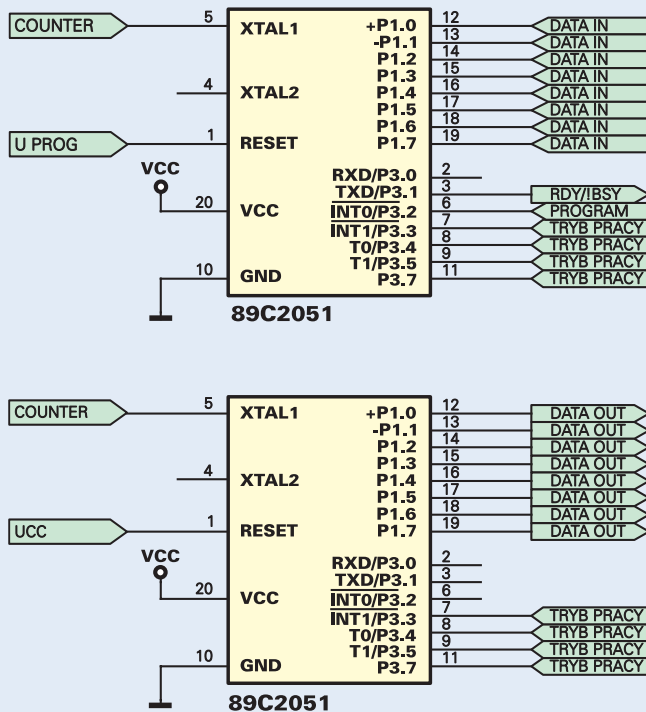 COUNTER 5 XTAL1 +P1.0 12 DATA IN
-P1.1 13 DATA IN
P1.2 14 DATA IN
P1.3 15 DATA IN
4 XTAL2 P1.4 16 DATA IN
P1.5 17 DATA IN
P1.6 18 DATA IN
U PROG 1 RESET P1.7 19 DATA IN
VCC
RXD/P3.0 2
TXD/P3.1 3 RDY/!BSY
20 VCC INT0/P3.2 6 PROGRAM
INT1/P3.3 7 TRYB PRACY
T0/P3.4 8 TRYB PRACY
T1/P3.5 9 TRYB PRACY
10 GND P3.7 11 TRYB PRACY
89C2051
COUNTER 5 XTAL1 +P1.0 12 DATA OUT
-P1.1 13 DATA OUT
P1.2 14 DATA OUT
P1.3 15 DATA OUT
4 XTAL2 P1.4 16 DATA OUT
P1.5 17 DATA OUT
P1.6 18 DATA OUT
UCC 1 RESET P1.7 19 DATA OUT
VCC
RXD/P3.0 2
TXD/P3.1 3
20 VCC INT0/P3.2 6
INT1/P3.3 7 TRYB PRACY
T0/P3.4 8 TRYB PRACY
T1/P3.5 9 TRYB PRACY
10 GND P3.7 11 TRYB PRACY
89C2051